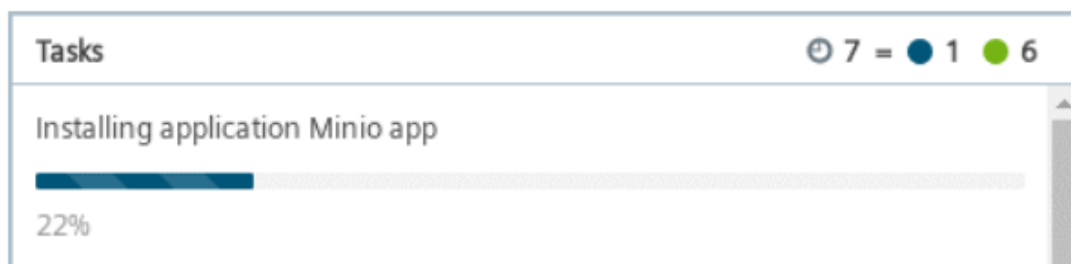 Tasks 7 = 1 6
Installing application Minio app
22%